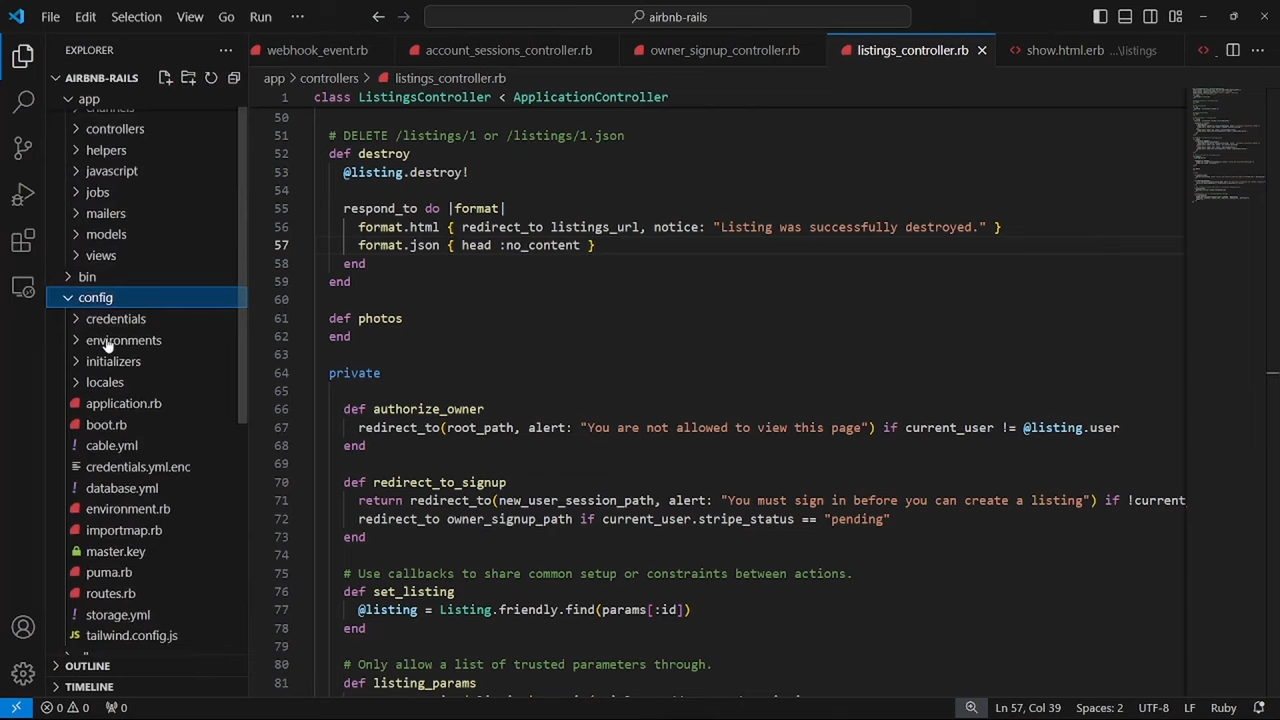 File Edit Selection View Go Run ··· airbnb-rails
EXPLORER ···
AIRBNB-RAILS
app
channels
controllers
helpers
javascript
jobs
mailers
models
views
bin
config
credentials
environments
initializers
locales
application.rb
boot.rb
cable.yml
credentials.yml.enc
database.yml
environment.rb
importmap.rb
master.key
puma.rb
routes.rb
storage.yml
JS tailwind.config.js
OUTLINE
TIMELINE
webhook_event.rb account_sessions_controller.rb owner_signup_controller.rb listings_controller.rb show.html.erb ..\listings
app > controllers > listings_controller.rb
1 class ListingsController < ApplicationController
50
51 # DELETE /listings/1 or /listings/1.json
52 def destroy
53 @listing.destroy!
54
55 respond_to do |format|
56 format.html { redirect_to listings_url, notice: "Listing was successfully destroyed." }
57 format.json { head :no_content }
58 end
59 end
60
61 def photos
62 end
63
64 private
65
66 def authorize_owner
67 redirect_to(root_path, alert: "You are not allowed to view this page") if current_user != @listing.user
68 end
69
70 def redirect_to_signup
71 return redirect_to(new_user_session_path, alert: "You must sign in before you can create a listing") if !current
72 redirect_to owner_signup_path if current_user.stripe_status == "pending"
73 end
74
75 # Use callbacks to share common setup or constraints between actions.
76 def set_listing
77 @listing = Listing.friendly.find(params[:id])
78 end
79
80 # Only allow a list of trusted parameters through.
81 def listing_params
0 0 0 Ln 57, Col 39 Spaces: 2 UTF-8 LF Ruby